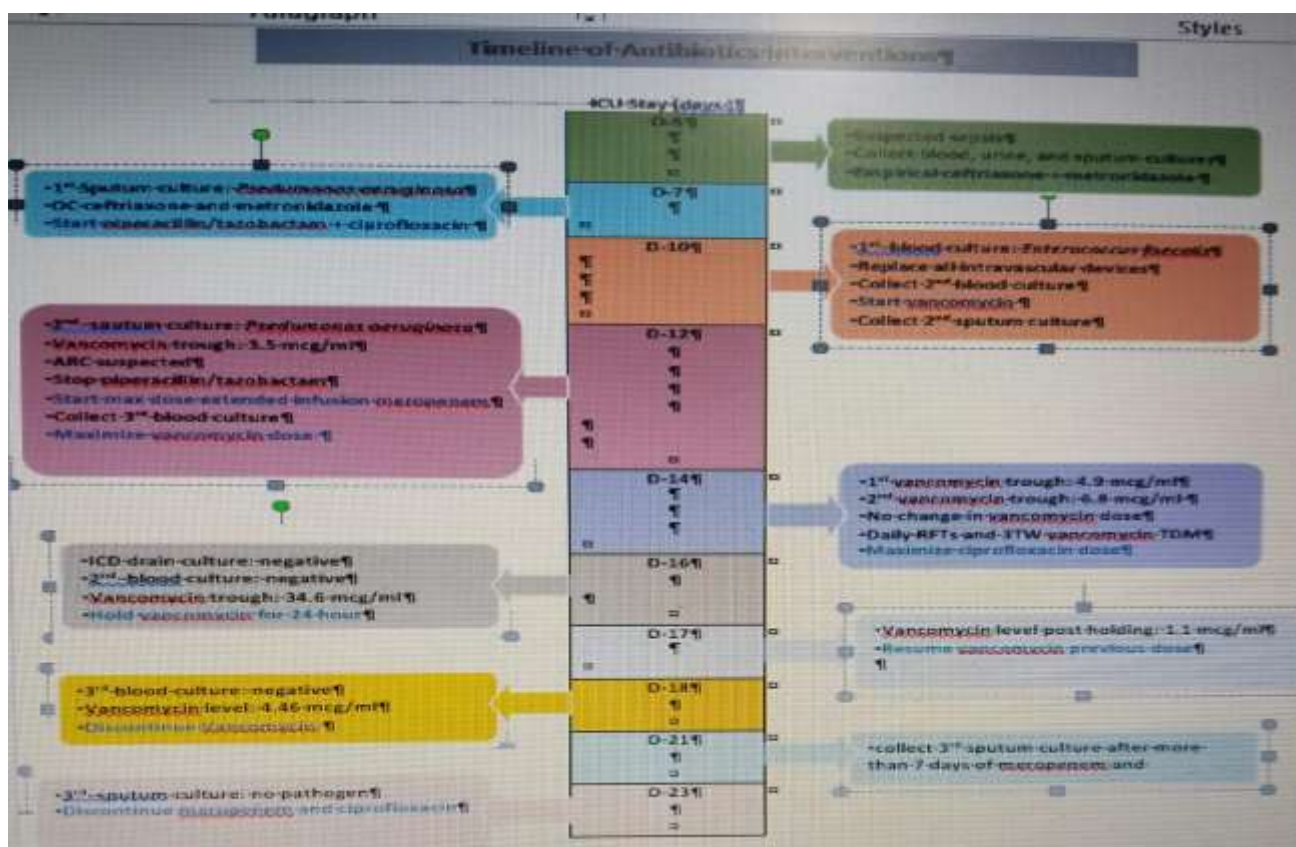 Paragraph
Styles
Timeline of Antibiotics Interventions
ICU Stay (days)
D-5
-Suspected sepsis
-Collect blood, urine, and sputum cultures
-Empirical ceftriaxone + metronidazole
D-7
-1st Sputum culture: Pseudomonas aeruginosa
-DC ceftriaxone and metronidazole
-Start piperacillin/tazobactam + ciprofloxacin
D-10
-1st blood culture: Enterococcus faecalis
-Replace all intravascular devices
-Collect 2nd blood culture
-Start vancomycin
-Collect 2nd sputum culture
D-12
-2nd sputum culture: Pseudomonas aeruginosa
-Vancomycin trough: 3.5 mcg/ml
-ARC suspected
-Stop piperacillin/tazobactam
-Start max dose extended infusion meropenem
-Collect 3rd blood culture
-Maximize vancomycin dose
D-14
-1st vancomycin trough: 4.9 mcg/ml
-2nd vancomycin trough: 6.8 mcg/ml
-No change in vancomycin dose
-Daily RFTs and 3TW vancomycin TDM
-Maximize ciprofloxacin dose
D-16
-ICD drain culture: negative
-2nd blood culture: negative
-Vancomycin trough: 34.6 mcg/ml
-Hold vancomycin for 24 hour
D-17
-Vancomycin level post holding: 1.1 mcg/ml
-Resume vancomycin previous dose
D-18
-3rd blood culture: negative
-Vancomycin level: 4.46 mcg/ml
-Discontinue Vancomycin
D-21
-collect 3rd sputum culture after more
than 7 days of meropenem and
D-23
-3rd sputum culture: no pathogen
-Discontinue meropenem and ciprofloxacin